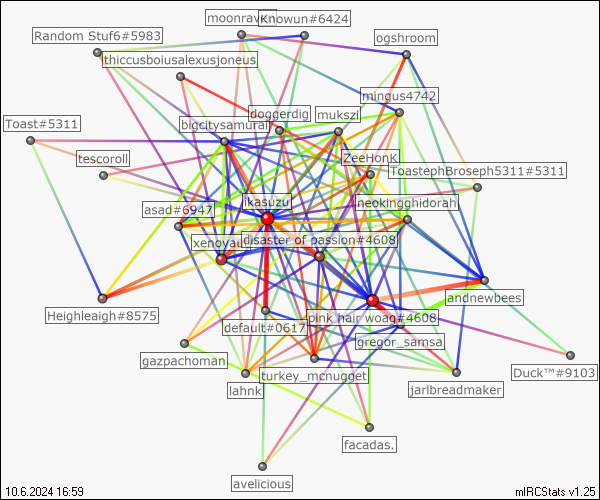 moonrav
Knowun#6424
Random Stuf6#5983
ogshroom
thiccusboiusalexusjoneus
mingus4742
doggerdig
mukszi
Toast#5311
bigcitysamurai
tescoroll
ZeeHonK
ToastephBroseph5311#5311
ikasuzu
neokingghidorah
asad#6947
xenoyau
disaster of passion#4608
andnewbees
Heighleaigh#8575
default#0617
pink hair woaq#4608
gregor_samsa
gazpachoman
turkey_mcnugget
Duck™#9103
lahnk
jarlbreadmaker
facadas.
avelicious
10.6.2024 16:59
mIRCStats v1.25